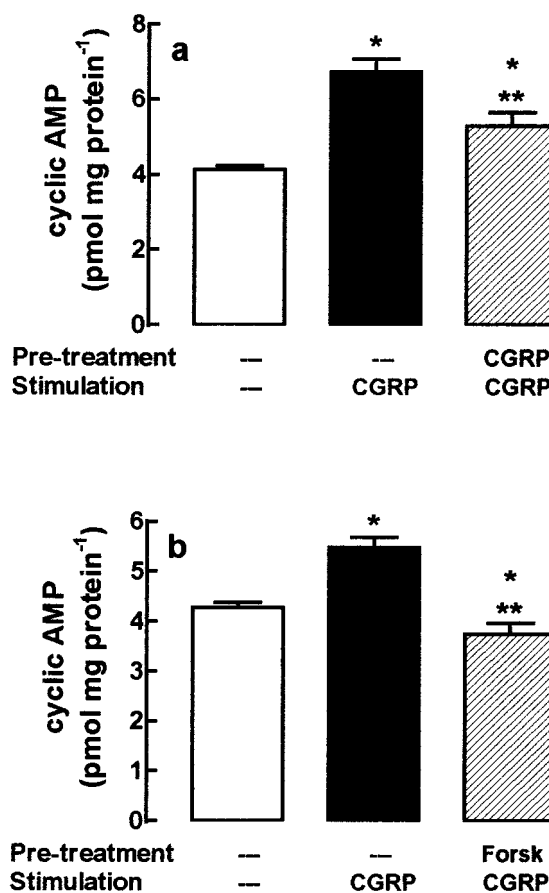 a
cyclic AMP
(pmol mg protein⁻¹)
8
6
4
2
0
*
*
**
Pre-treatment --- --- CGRP
Stimulation --- CGRP CGRP
b
cyclic AMP
(pmol mg protein⁻¹)
6
5
4
3
2
1
0
*
*
**
Pre-treatment --- --- Forsk
Stimulation --- CGRP CGRP